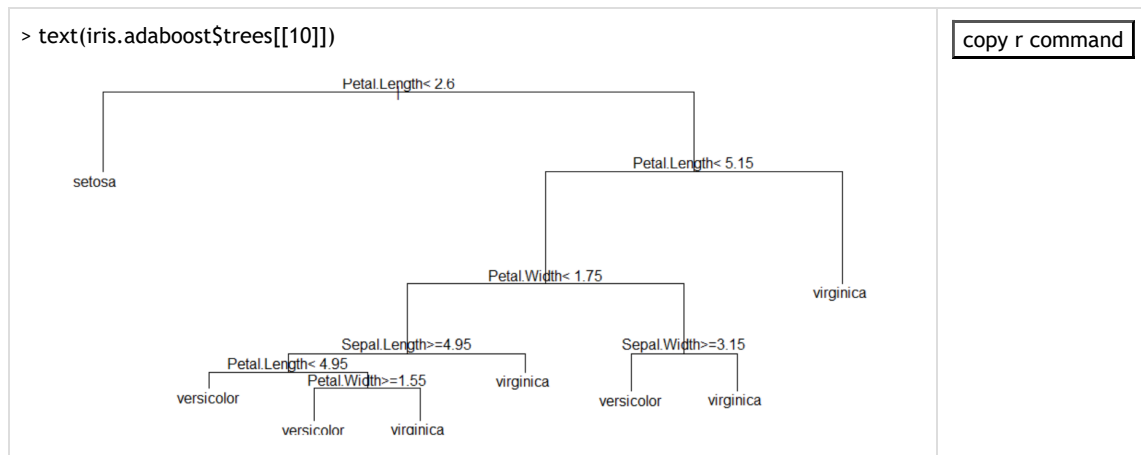 > text(iris.adaboost$trees[[10]])
copy r command
Petal.Length< 2.6
setosa
Petal.Length< 5.15
Petal.Width< 1.75
virginica
Sepal.Length>=4.95
Sepal.Width>=3.15
Petal.Length< 4.95
Petal.Width>=1.55
virginica
versicolor
versicolor
virginica
versicolor
virginica